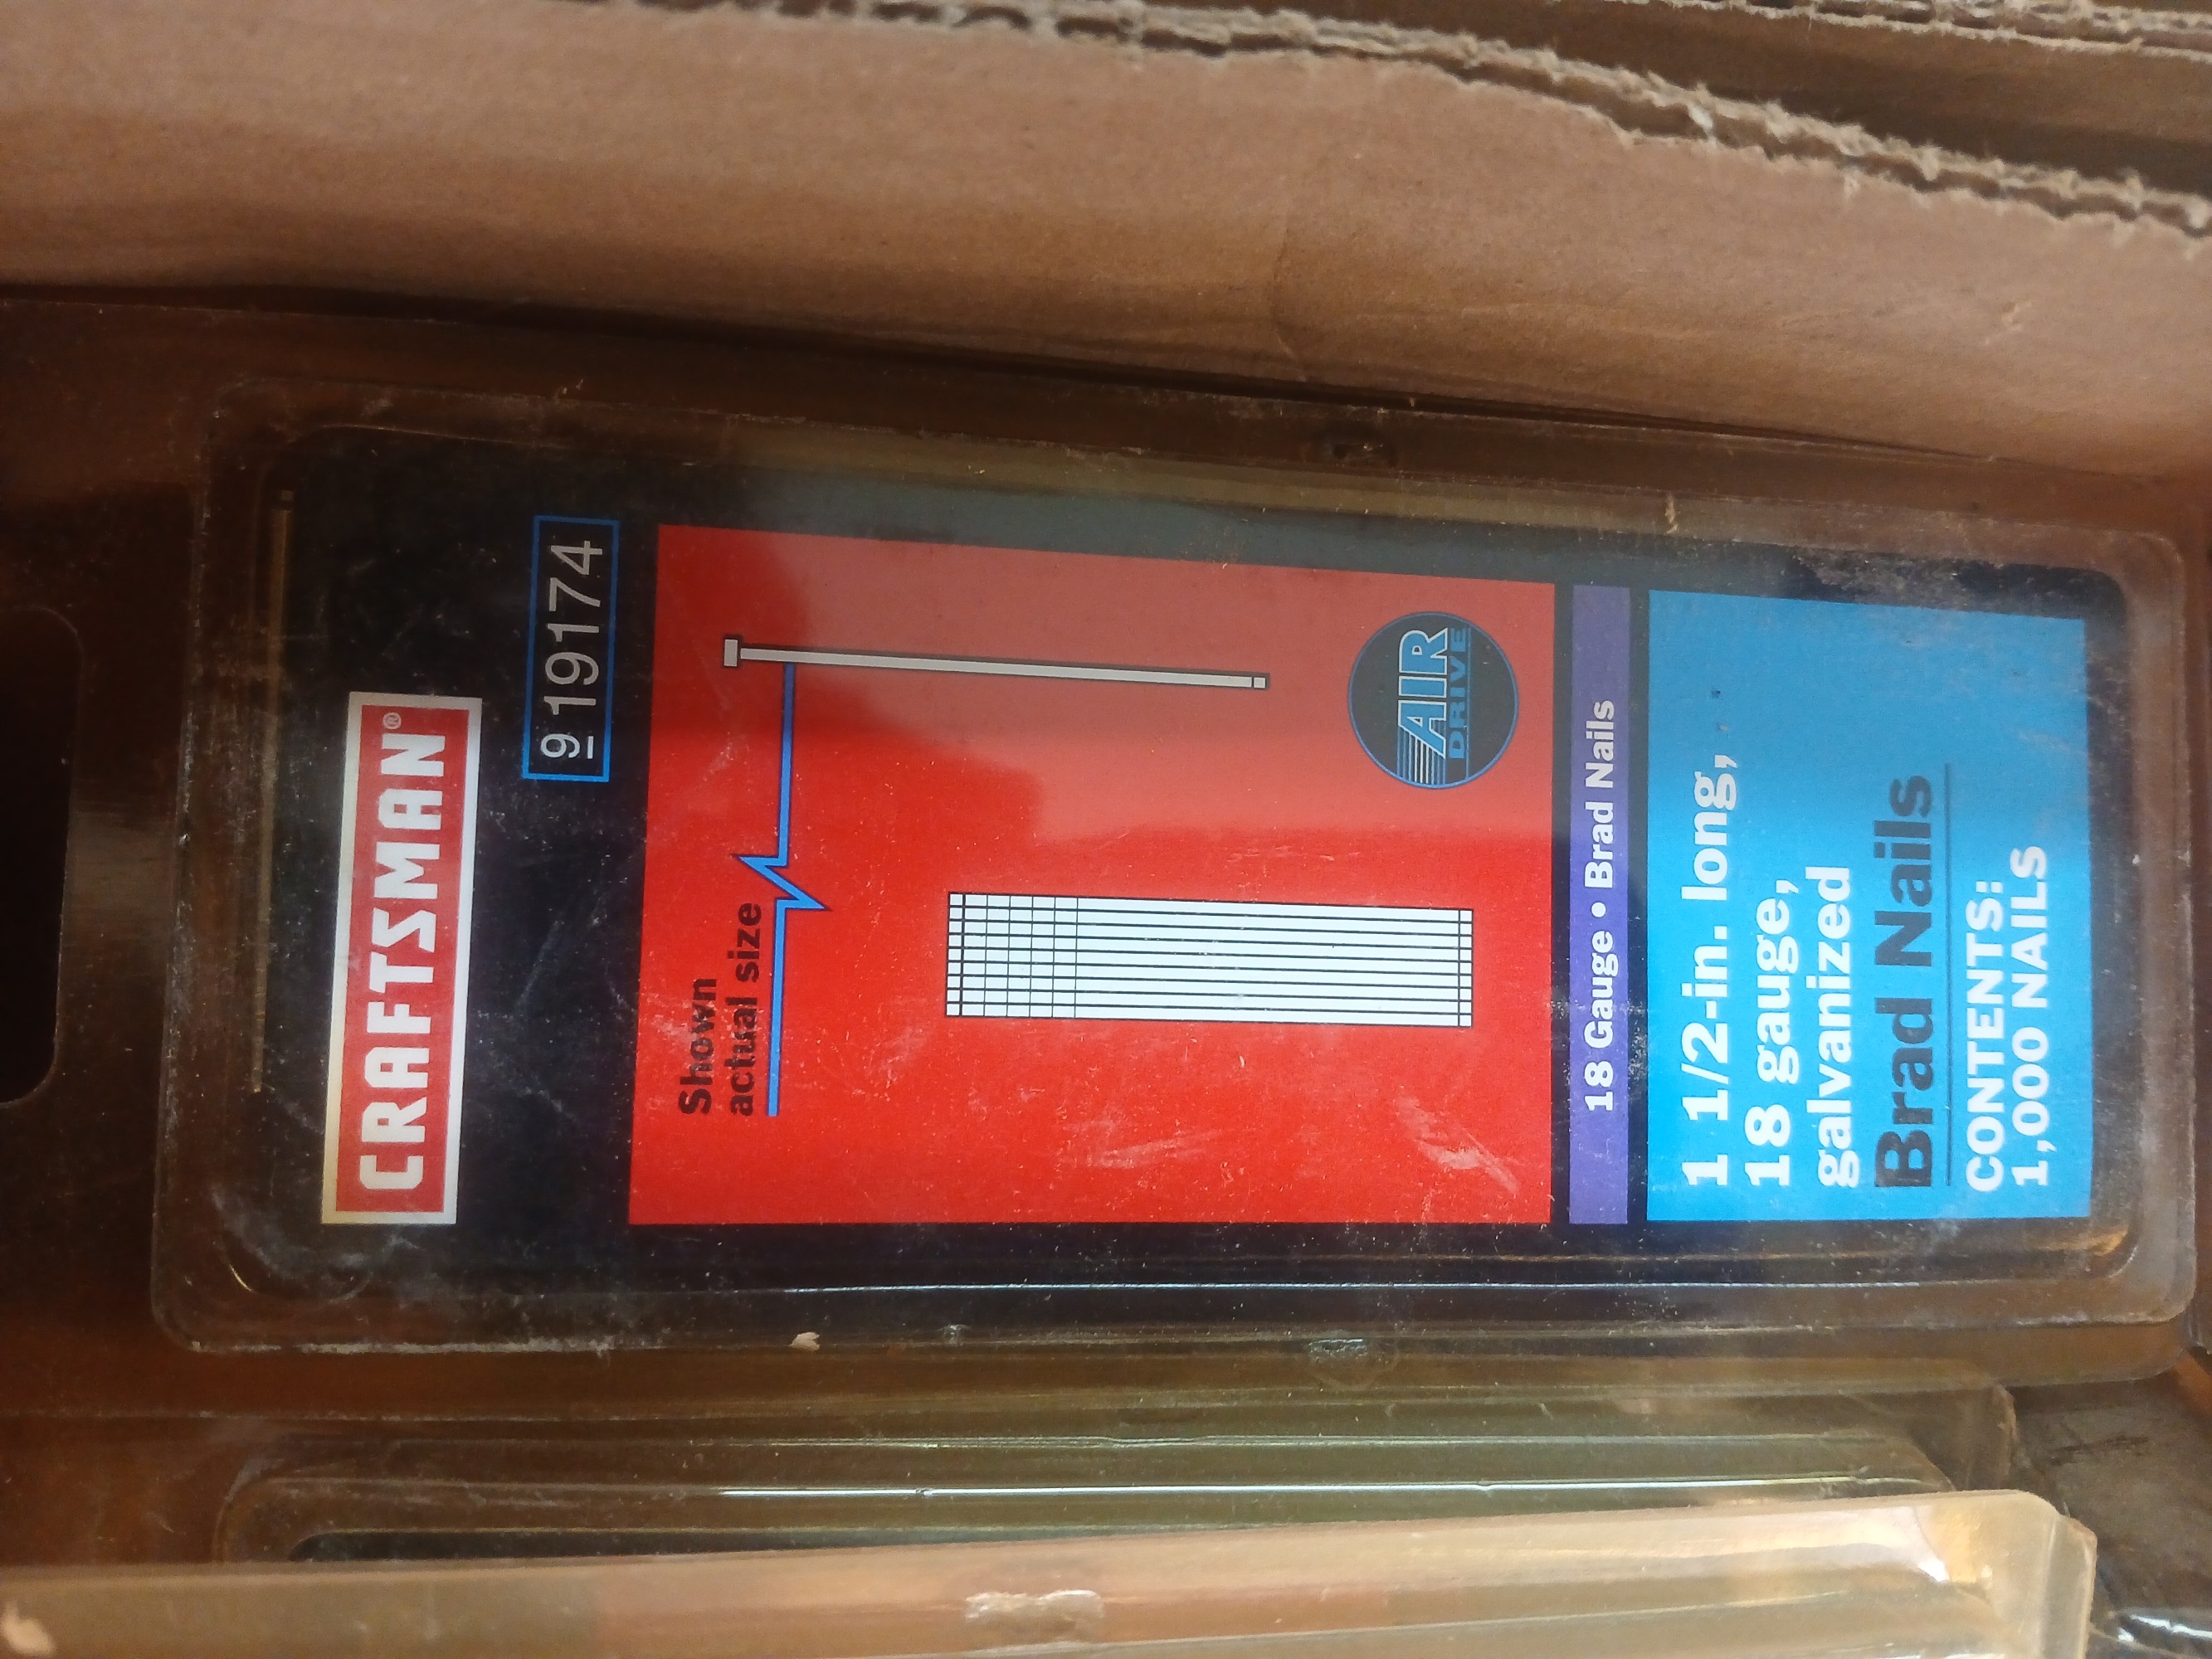 CRAFTSMAN®
9 19174
Shown
actual size
AIR
DRIVE
18 Gauge • Brad Nails
1 1/2-in. long,
18 gauge,
galvanized
Brad Nails
CONTENTS:
1,000 NAILS